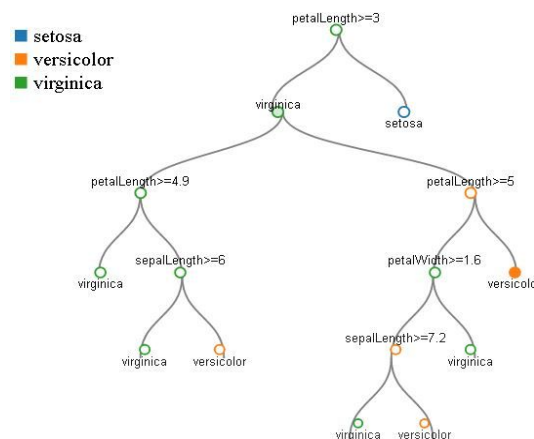 petalLength>=3
setosa
versicolor
virginica
virginica
setosa
petalLength>=4.9
petalLength>=5
virginica
sepalLength>=6
petalWidth>=1.6
versicolo
virginica
versicolor
sepalLength>=7.2
virginica
virginica
versicolor